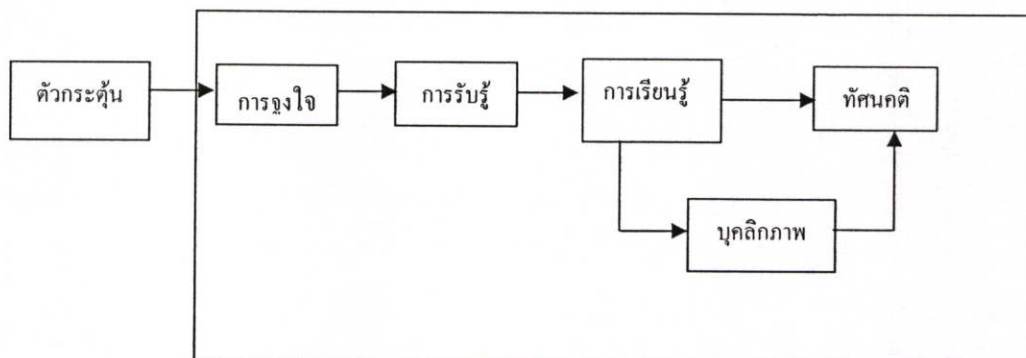 ตัวกระตุ้น
การจูงใจ
การรับรู้
การเรียนรู้
ทัศนคติ
บุคลิกภาพ